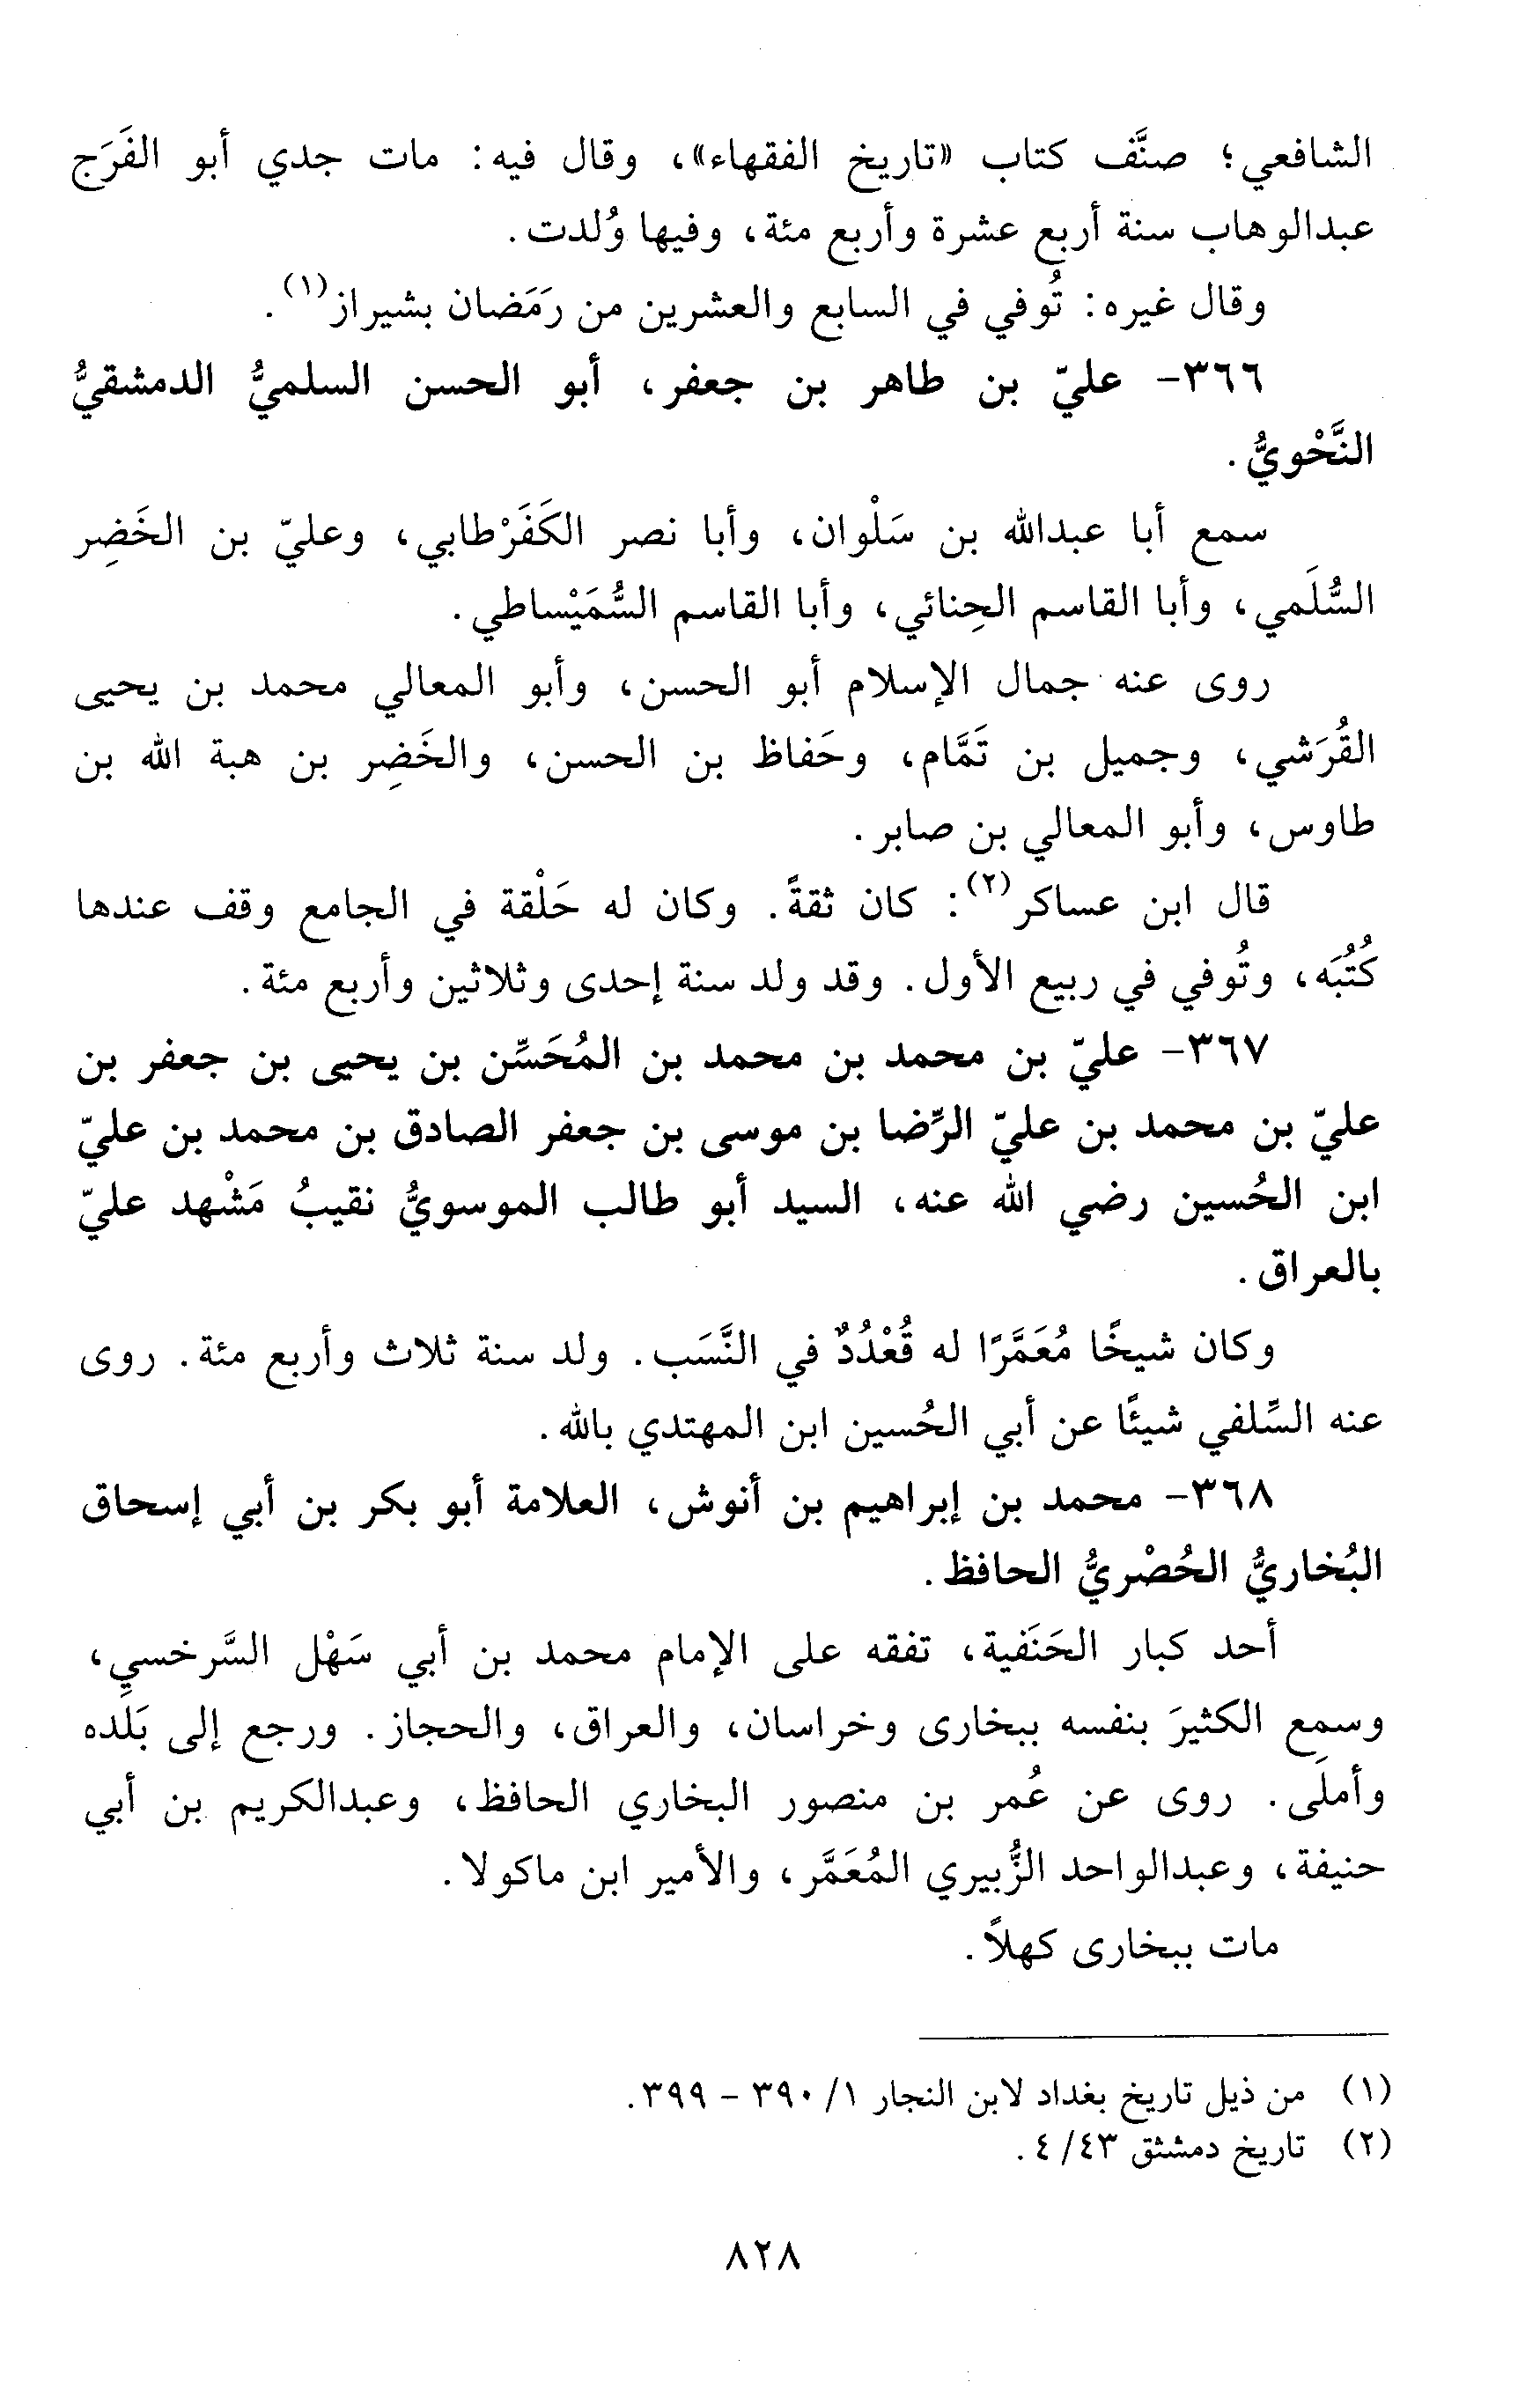 الشافعي؛ صنَّف كتاب «تاريخ الفقهاء»، وقال فيه: مات جدي أبو الفَرَج
عبدالوهاب سنة أربع عشرة وأربع مئة، وفيها وُلدت.
وقال غيره: تُوفي في السابع والعشرين من رَمَضان بشيراز(١).
٣٦٦- عليّ بن طاهر بن جعفر، أبو الحسن السلميُّ الدمشقيُّ
النَّحْويُّ.
سمع أبا عبدالله بن سَلْوان، وأبا نصر الكَفَرْطابي، وعليّ بن الخَضِر
السُّلَمي، وأبا القاسم الحِنائي، وأبا القاسم السُّمَيْساطي.
روى عنه جمال الإسلام أبو الحسن، وأبو المعالي محمد بن يحيى
القُرَشي، وجميل بن تَمَّام، وحَفاظ بن الحسن، والخَضِر بن هبة الله بن
طاوس، وأبو المعالي بن صابر.
قال ابن عساكر(٢): كان ثقةً. وكان له حَلْقة في الجامع وقف عندها
كُتُبَه، وتُوفي في ربيع الأول. وقد ولد سنة إحدى وثلاثين وأربع مئة.
٣٦٧- عليّ بن محمد بن محمد بن المُحَسِّن بن يحيى بن جعفر بن
عليّ بن محمد بن عليّ الرِّضا بن موسى بن جعفر الصادق بن محمد بن عليّ
ابن الحُسين رضي الله عنه، السيد أبو طالب الموسويُّ نقيبُ مَشْهد عليّ
بالعراق.
وكان شيخًا مُعَمَّرًا له قُعْدُدٌ في النَّسَب. ولد سنة ثلاث وأربع مئة. روى
عنه السِّلفي شيئًا عن أبي الحُسين ابن المهتدي بالله.
٣٦٨- محمد بن إبراهيم بن أنوش، العلامة أبو بكر بن أبي إسحاق
البُخاريُّ الحُصْريُّ الحافظ.
أحد كبار الحَنَفية، تفقه على الإمام محمد بن أبي سَهْل السَّرخسيِ،
وسمع الكثيرَ بنفسه ببخارى وخراسان، والعراق، والحجاز. ورجع إلى بَلَده
وأملَى. روى عن عُمر بن منصور البخاري الحافظ، وعبدالكريم بن أبي
حنيفة، وعبدالواحد الزُّبيري المُعَمَّر، والأمير ابن ماكولا.
مات ببخارى كهلاً.
(١) من ذيل تاريخ بغداد لابن النجار ١/ ٣٩٠ - ٣٩٩.
(٢) تاريخ دمشثق ٤٣/ ٤.
٨٢٨